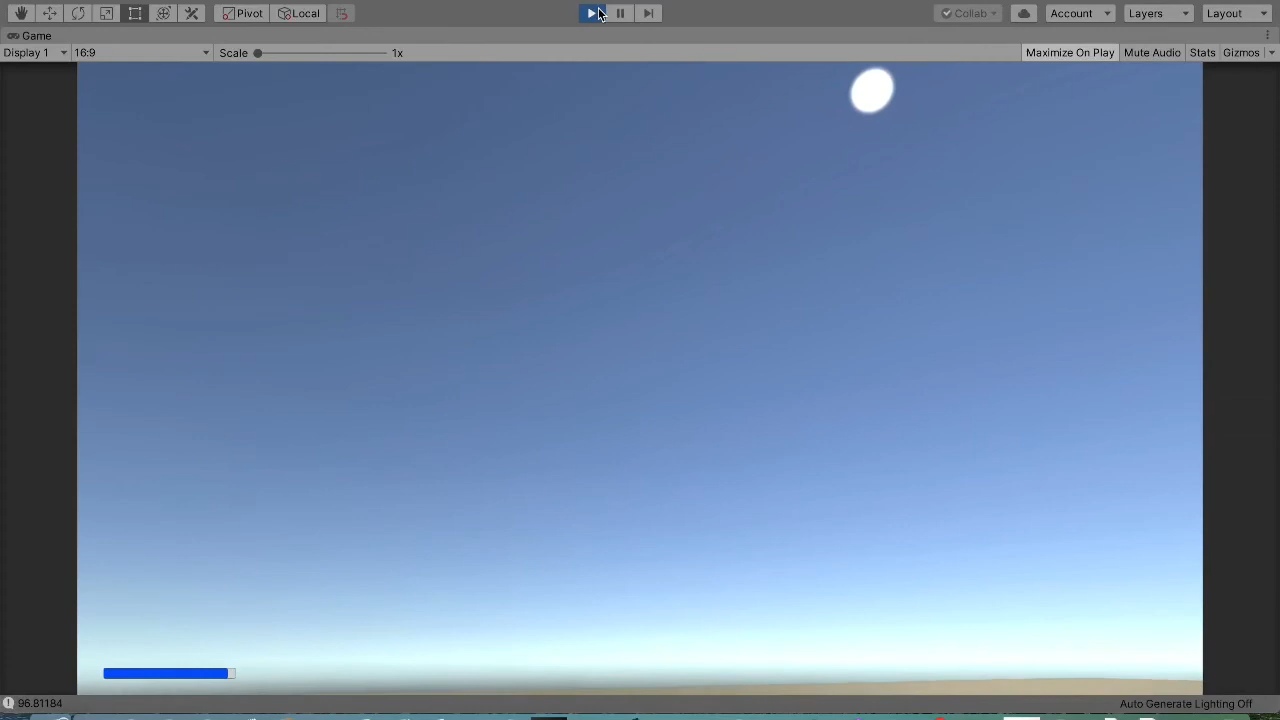 Pivot Local Collab Account Layers Layout
Game
Display 1 16:9 Scale 1x Maximize On Play Mute Audio Stats Gizmos
96.81184 Auto Generate Lighting Off